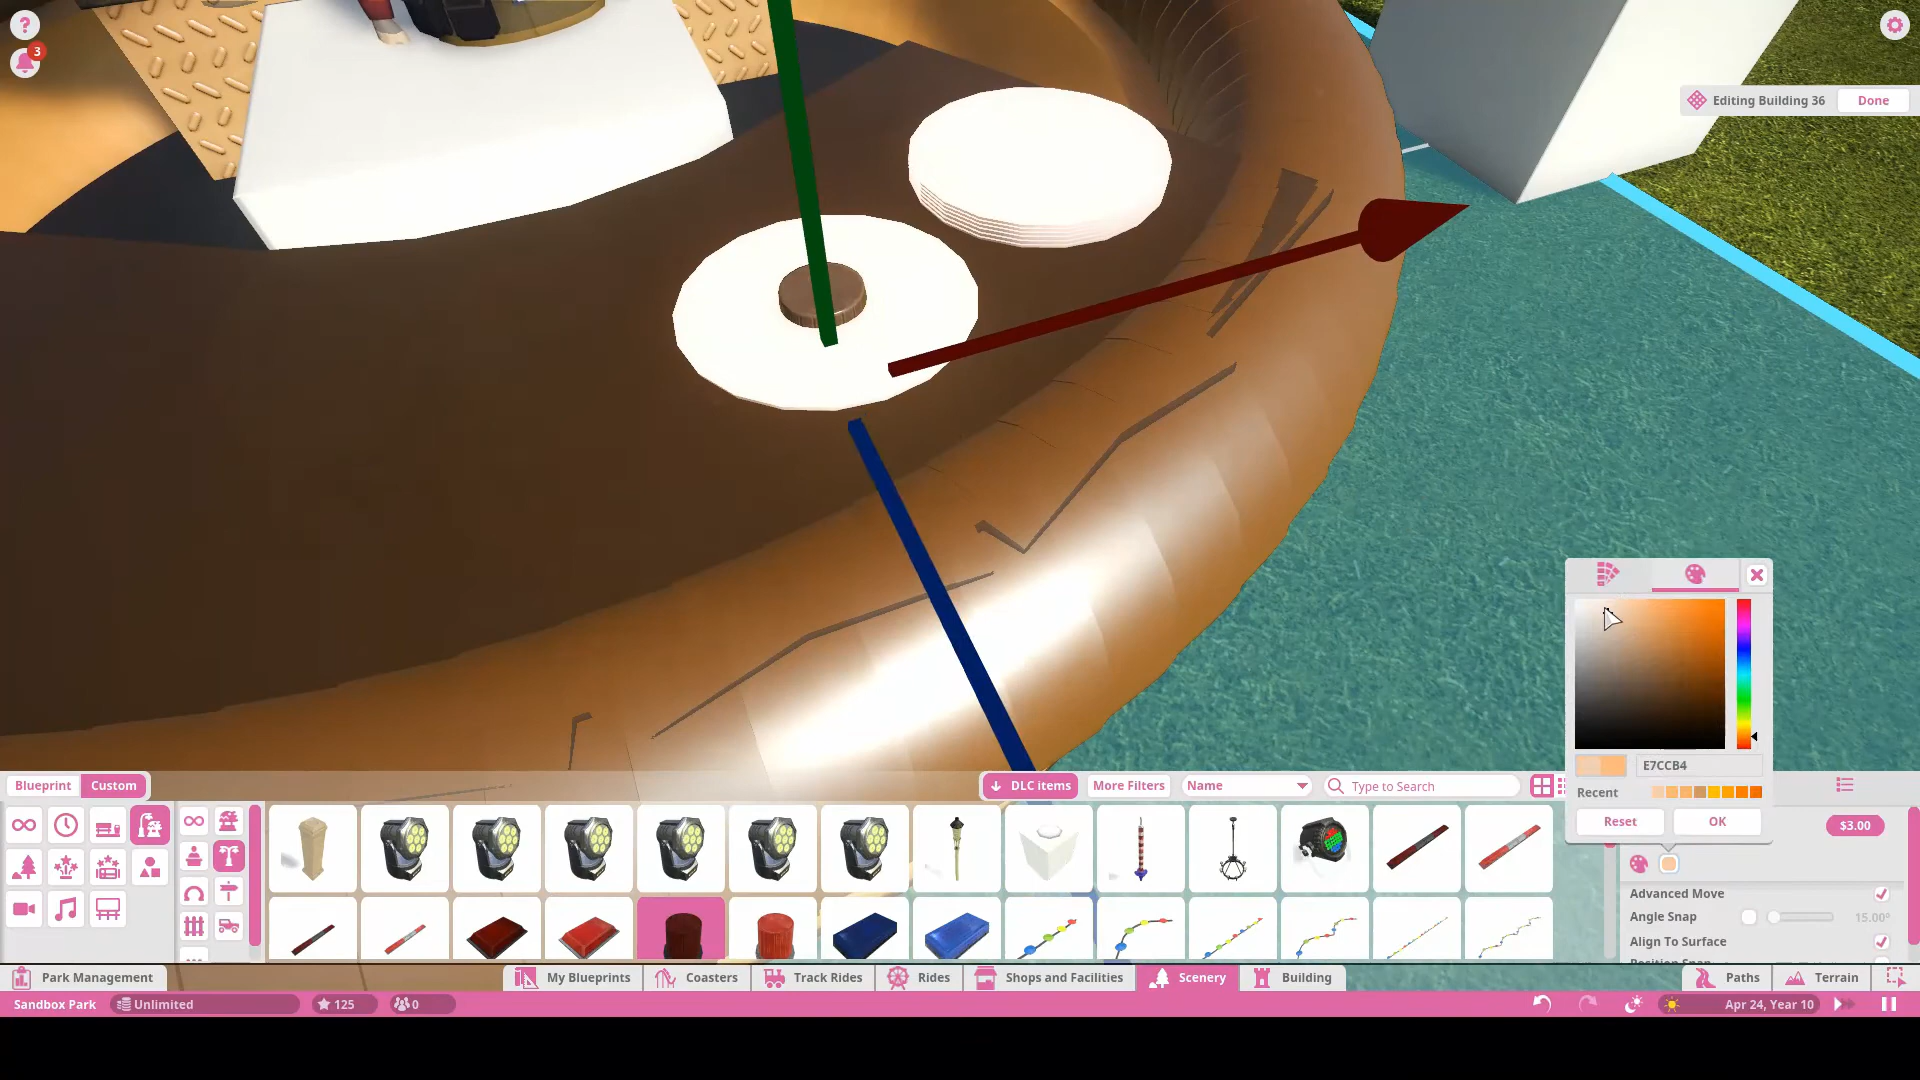 ?
3
Editing Building 36
Done
E7CCB4
Recent
Reset
OK
Blueprint
Custom
DLC items
More Filters
Name
Type to Search
$3.00
Advanced Move
Angle Snap
15.00°
Align To Surface
Park Management
My Blueprints
Coasters
Track Rides
Rides
Shops and Facilities
Scenery
Building
Paths
Terrain
Sandbox Park
Unlimited
125
0
Apr 24, Year 10